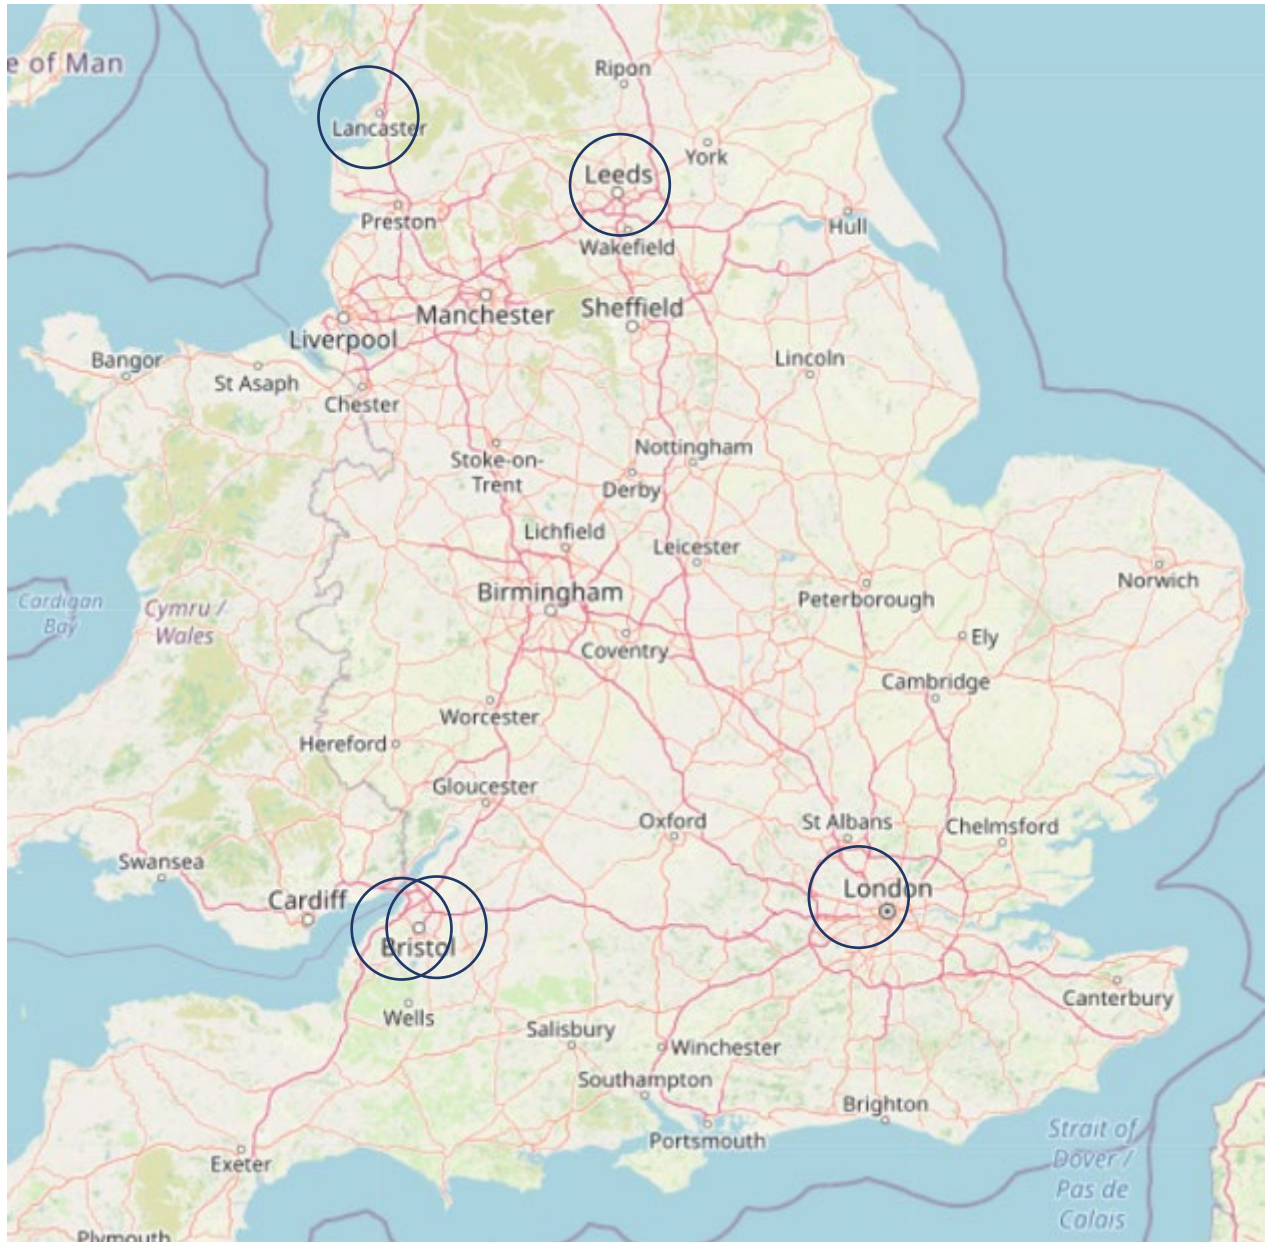 e of Man
Ripon
Lancaster
York
Leeds
Preston
Hull
Wakefield
Manchester
Sheffield
Liverpool
Bangor
St Asaph
Lincoln
Chester
Nottingham
Stoke-on-
Trent
Derby
Lichfield
Leicester
Norwich
Birmingham
Peterborough
Cardigan
Bay
Cymru /
Wales
Ely
Coventry
Cambridge
Worcester
Hereford
Gloucester
Oxford
St Albans
Chelmsford
Swansea
Cardiff
London
Bristol
Canterbury
Wells
Salisbury
Winchester
Southampton
Brighton
Portsmouth
Strait of
Dover /
Pas de
Calais
Exeter
Plymouth